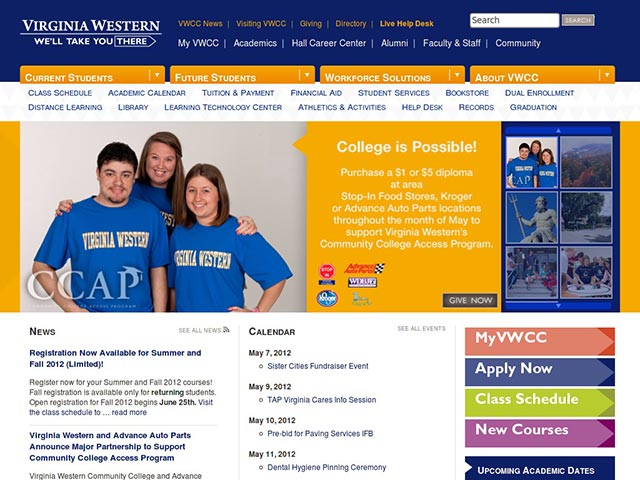 VIRGINIA WESTERN
WE'LL TAKE YOU THERE
VWCC News | Visiting VWCC | Giving | Directory | Live Help Desk
Search
SEARCH
My VWCC | Academics | Hall Career Center | Alumni | Faculty & Staff | Community
CURRENT STUDENTS
FUTURE STUDENTS
WORKFORCE SOLUTIONS
ABOUT VWCC
CLASS SCHEDULE ACADEMIC CALENDAR TUITION & PAYMENT FINANCIAL AID STUDENT SERVICES BOOKSTORE DUAL ENROLLMENT
DISTANCE LEARNING LIBRARY LEARNING TECHNOLOGY CENTER ATHLETICS & ACTIVITIES HELP DESK RECORDS GRADUATION
VIRGINIA WESTERN
VIRGINIA WESTERN
CCAP
COMMUNITY COLLEGE ACCESS PROGRAM
College is Possible!
Purchase a $1 or $5 diploma
at area
Stop-In Food Stores, Kroger
or Advance Auto Parts locations
throughout the month of May to
support Virginia Western's
Community College Access Program.
STOP IN
Advance Auto Parts
Kroger
GIVE NOW
NEWS
SEE ALL NEWS
Registration Now Available for Summer and
Fall 2012 (Limited)!
Register now for your Summer and Fall 2012 courses!
Fall registration is available only for returning students.
Open registration for Fall 2012 begins June 25th. Visit
the class schedule to … read more
Virginia Western and Advance Auto Parts
Announce Major Partnership to Support
Community College Access Program
Virginia Western Community College and Advance
CALENDAR
SEE ALL EVENTS
May 7, 2012
Sister Cities Fundraiser Event
May 9, 2012
TAP Virginia Cares Info Session
May 10, 2012
Pre-bid for Paving Services IFB
May 11, 2012
Dental Hygiene Pinning Ceremony
MyVWCC
Apply Now
Class Schedule
New Courses
UPCOMING ACADEMIC DATES